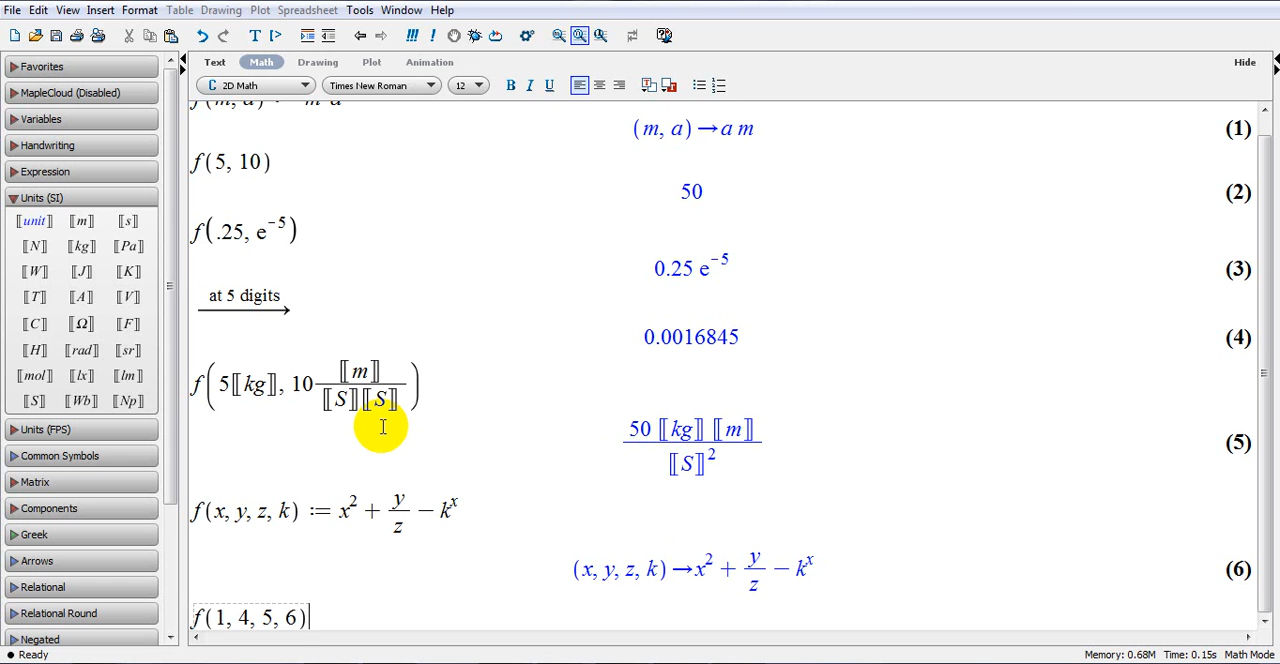 File Edit View Insert Format Table Drawing Plot Spreadsheet Tools Window Help
Text Math Drawing Plot Animation Hide
C 2D Math Times New Roman 12 B I U
Favorites
MapleCloud (Disabled)
Variables
Handwriting
Expression
Units (SI)
⟦unit⟧ ⟦m⟧ ⟦s⟧
⟦N⟧ ⟦kg⟧ ⟦Pa⟧
⟦W⟧ ⟦J⟧ ⟦K⟧
⟦T⟧ ⟦A⟧ ⟦V⟧
⟦C⟧ ⟦Ω⟧ ⟦F⟧
⟦H⟧ ⟦rad⟧ ⟦sr⟧
⟦mol⟧ ⟦lx⟧ ⟦lm⟧
⟦S⟧ ⟦Wb⟧ ⟦Np⟧
Units (FPS)
Common Symbols
Matrix
Components
Greek
Arrows
Relational
Relational Round
Negated
(m, a) → a m (1)
f(5, 10)
50 (2)
f(.25, e^-5)
0.25 e^-5 (3)
at 5 digits
0.0016845 (4)
f(5⟦kg⟧, 10 ⟦m⟧/(⟦S⟧⟦S⟧))
50 ⟦kg⟧ ⟦m⟧/⟦S⟧^2 (5)
f(x, y, z, k) := x^2 + y/z − k^x
(x, y, z, k) → x^2 + y/z − k^x (6)
f(1, 4, 5, 6)
Ready Memory: 0.68M Time: 0.15s Math Mode